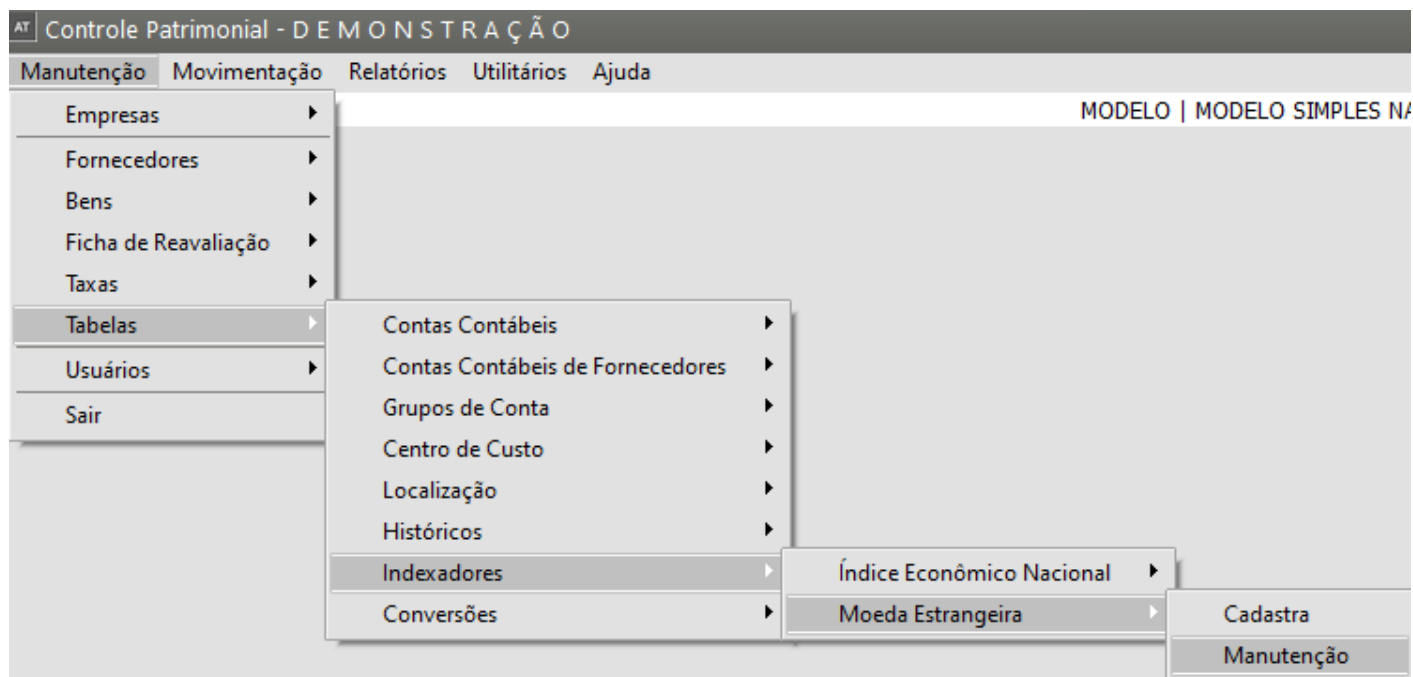 AT Controle Patrimonial - D E M O N S T R A Ç Ã O
Manutenção Movimentação Relatórios Utilitários Ajuda
MODELO | MODELO SIMPLES NA
Empresas
Fornecedores
Bens
Ficha de Reavaliação
Taxas
Tabelas
Usuários
Sair
Contas Contábeis
Contas Contábeis de Fornecedores
Grupos de Conta
Centro de Custo
Localização
Históricos
Indexadores
Conversões
Índice Econômico Nacional
Moeda Estrangeira
Cadastra
Manutenção